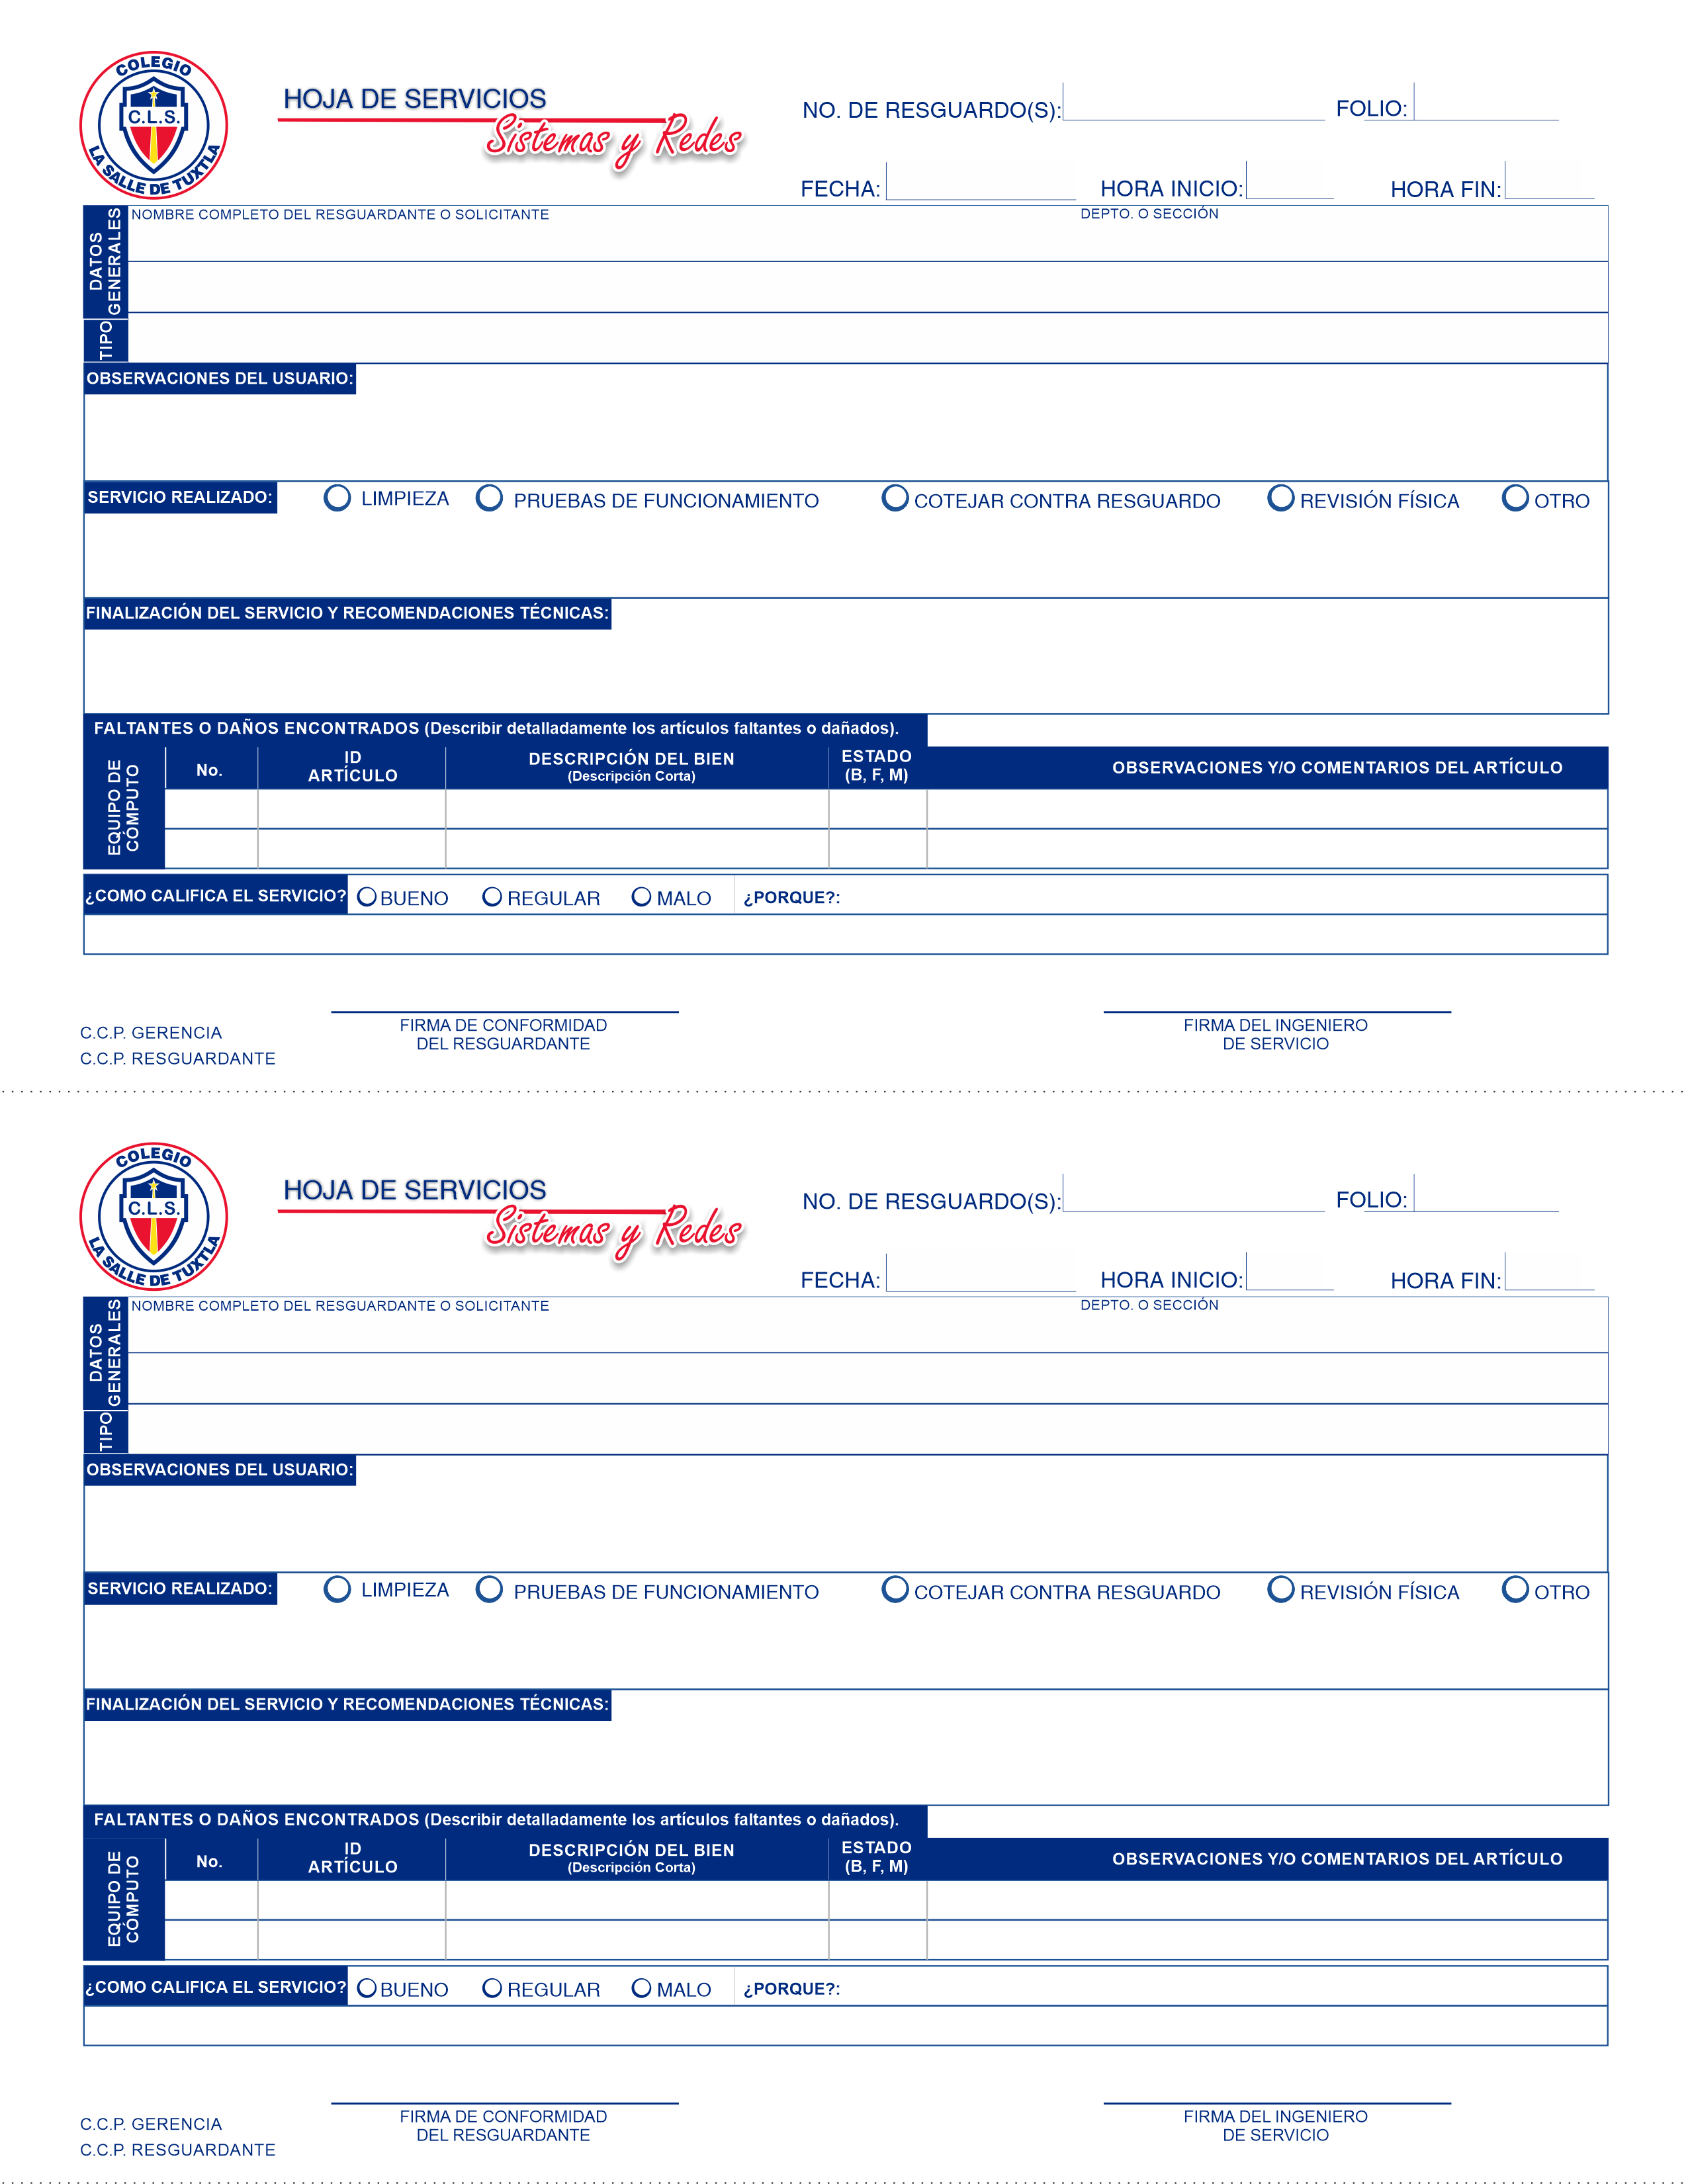 COLEGIO
C.L.S.
LA SALLE DE TUXTLA
HOJA DE SERVICIOS
Sistemas y Redes
NO. DE RESGUARDO(S):
FOLIO:
FECHA:
HORA INICIO:
HORA FIN:
DATOS GENERALES
NOMBRE COMPLETO DEL RESGUARDANTE O SOLICITANTE
DEPTO. O SECCIÓN
TIPO
OBSERVACIONES DEL USUARIO:
SERVICIO REALIZADO:
LIMPIEZA
PRUEBAS DE FUNCIONAMIENTO
COTEJAR CONTRA RESGUARDO
REVISIÓN FÍSICA
OTRO
FINALIZACIÓN DEL SERVICIO Y RECOMENDACIONES TÉCNICAS:
FALTANTES O DAÑOS ENCONTRADOS (Describir detalladamente los artículos faltantes o dañados).
EQUIPO DE CÓMPUTO
No.
ID
ARTÍCULO
DESCRIPCIÓN DEL BIEN
(Descripción Corta)
ESTADO
(B, F, M)
OBSERVACIONES Y/O COMENTARIOS DEL ARTÍCULO
¿COMO CALIFICA EL SERVICIO?
BUENO
REGULAR
MALO
¿PORQUE?:
C.C.P. GERENCIA
C.C.P. RESGUARDANTE
FIRMA DE CONFORMIDAD
DEL RESGUARDANTE
FIRMA DEL INGENIERO
DE SERVICIO
COLEGIO
C.L.S.
LA SALLE DE TUXTLA
HOJA DE SERVICIOS
Sistemas y Redes
NO. DE RESGUARDO(S):
FOLIO:
FECHA:
HORA INICIO:
HORA FIN:
DATOS GENERALES
NOMBRE COMPLETO DEL RESGUARDANTE O SOLICITANTE
DEPTO. O SECCIÓN
TIPO
OBSERVACIONES DEL USUARIO:
SERVICIO REALIZADO:
LIMPIEZA
PRUEBAS DE FUNCIONAMIENTO
COTEJAR CONTRA RESGUARDO
REVISIÓN FÍSICA
OTRO
FINALIZACIÓN DEL SERVICIO Y RECOMENDACIONES TÉCNICAS:
FALTANTES O DAÑOS ENCONTRADOS (Describir detalladamente los artículos faltantes o dañados).
EQUIPO DE CÓMPUTO
No.
ID
ARTÍCULO
DESCRIPCIÓN DEL BIEN
(Descripción Corta)
ESTADO
(B, F, M)
OBSERVACIONES Y/O COMENTARIOS DEL ARTÍCULO
¿COMO CALIFICA EL SERVICIO?
BUENO
REGULAR
MALO
¿PORQUE?:
C.C.P. GERENCIA
C.C.P. RESGUARDANTE
FIRMA DE CONFORMIDAD
DEL RESGUARDANTE
FIRMA DEL INGENIERO
DE SERVICIO